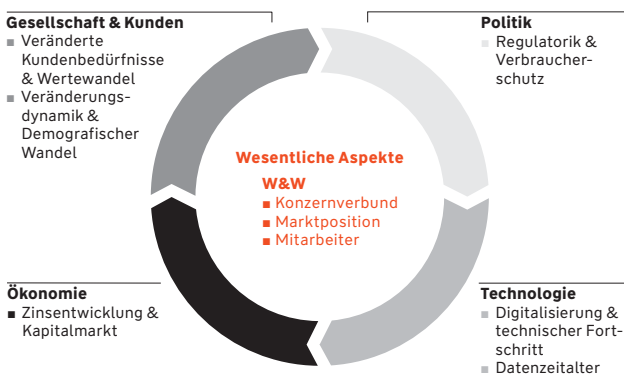 Gesellschaft & Kunden
■ Veränderte
Kundenbedürfnisse
& Wertewandel
■ Veränderungs-
dynamik &
Demografischer
Wandel
Politik
■ Regulatorik &
Verbraucher-
schutz
Wesentliche Aspekte
W&W
■ Konzernverbund
■ Marktposition
■ Mitarbeiter
Ökonomie
■ Zinsentwicklung &
Kapitalmarkt
Technologie
■ Digitalisierung &
technischer Fort-
schritt
■ Datenzeitalter